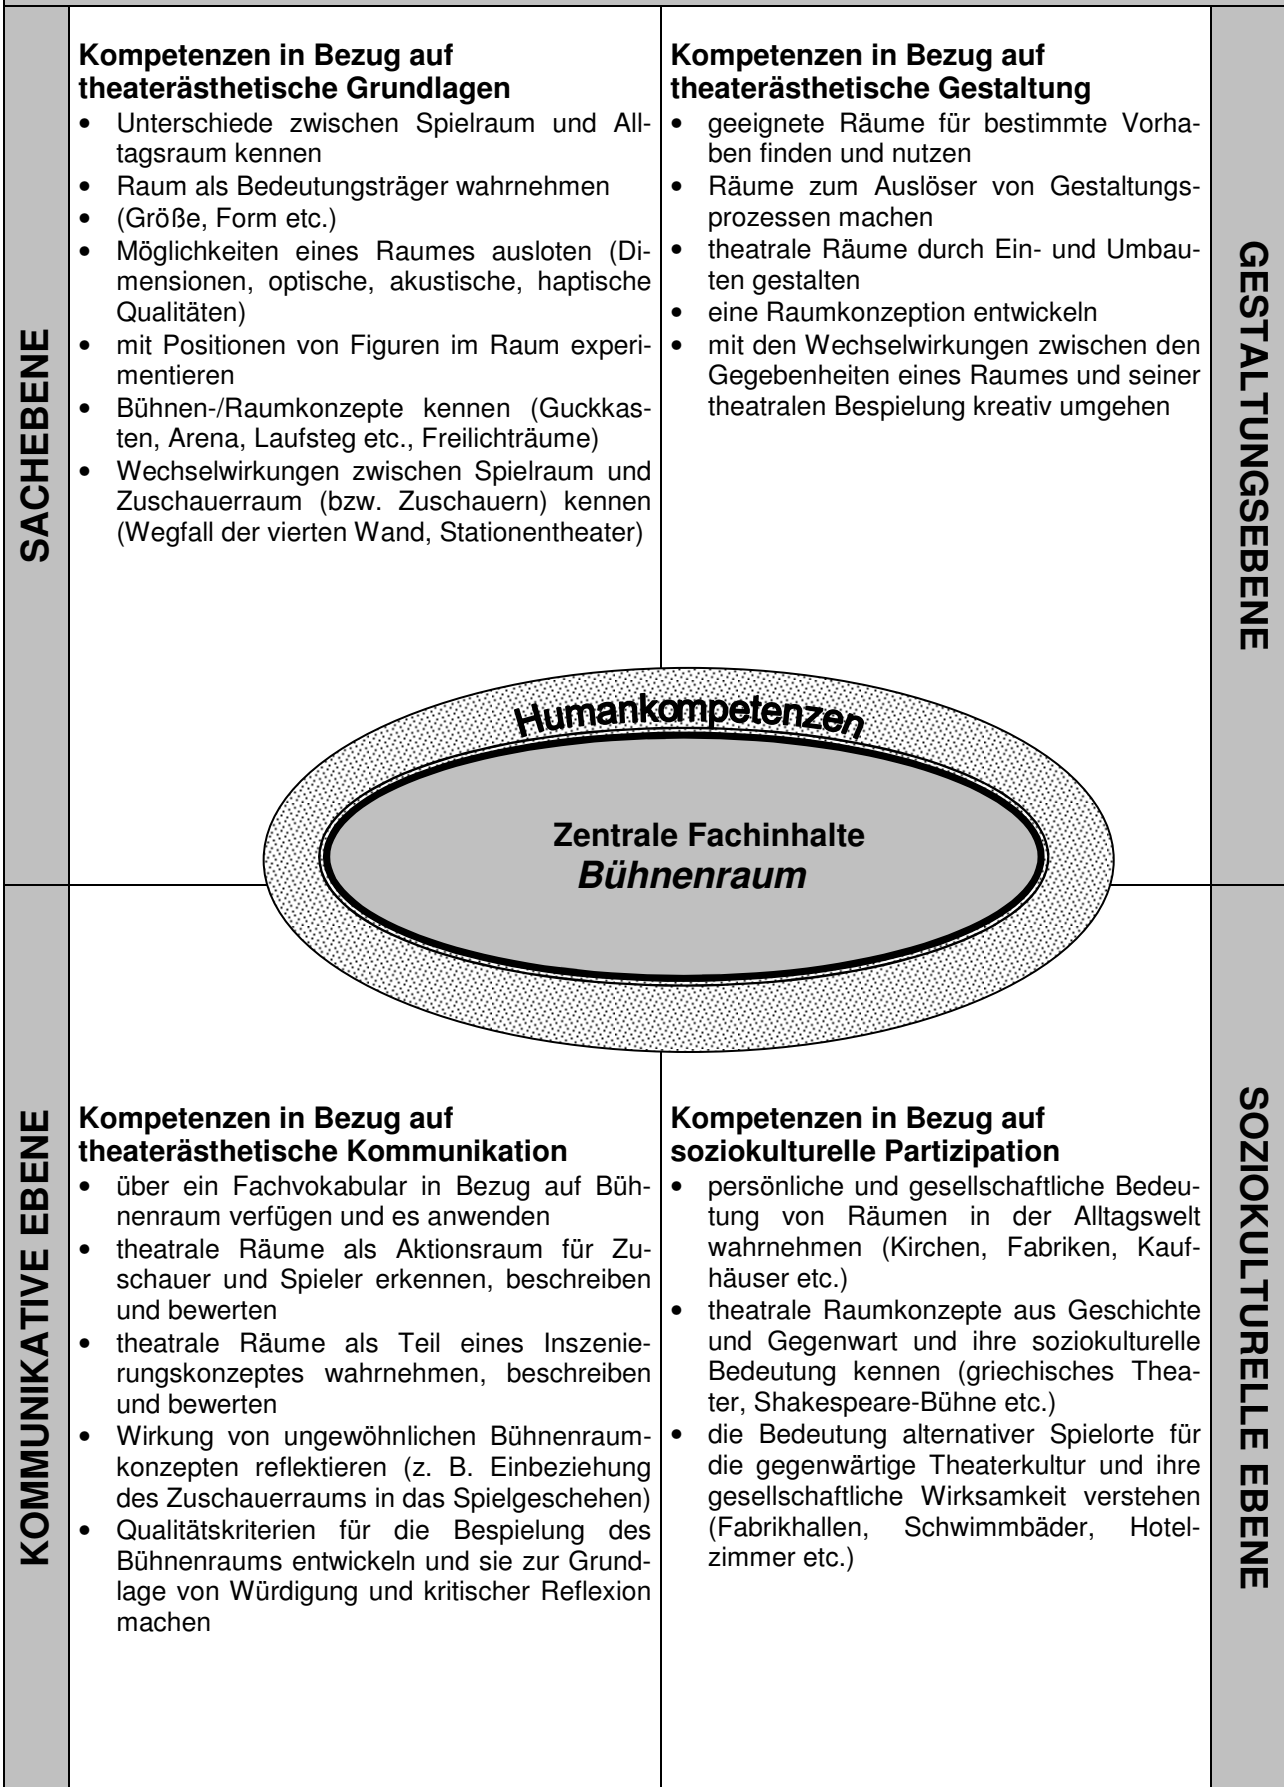 SACHEBENE
Kompetenzen in Bezug auf
theaterästhetische Grundlagen
• Unterschiede zwischen Spielraum und All-
tagsraum kennen
• Raum als Bedeutungsträger wahrnehmen
• (Größe, Form etc.)
• Möglichkeiten eines Raumes ausloten (Di-
mensionen, optische, akustische, haptische
Qualitäten)
• mit Positionen von Figuren im Raum experi-
mentieren
• Bühnen-/Raumkonzepte kennen (Guckkas-
ten, Arena, Laufsteg etc., Freilichträume)
• Wechselwirkungen zwischen Spielraum und
Zuschauerraum (bzw. Zuschauern) kennen
(Wegfall der vierten Wand, Stationentheater)
Kompetenzen in Bezug auf
theaterästhetische Gestaltung
• geeignete Räume für bestimmte Vorha-
ben finden und nutzen
• Räume zum Auslöser von Gestaltungs-
prozessen machen
• theatrale Räume durch Ein- und Umbau-
ten gestalten
• eine Raumkonzeption entwickeln
• mit den Wechselwirkungen zwischen den
Gegebenheiten eines Raumes und seiner
theatralen Bespielung kreativ umgehen
GESTALTUNGSEBENE
Humankompetenzen
Zentrale Fachinhalte
Bühnenraum
KOMMUNIKATIVE EBENE
Kompetenzen in Bezug auf
theaterästhetische Kommunikation
• über ein Fachvokabular in Bezug auf Büh-
nenraum verfügen und es anwenden
• theatrale Räume als Aktionsraum für Zu-
schauer und Spieler erkennen, beschreiben
und bewerten
• theatrale Räume als Teil eines Inszenie-
rungskonzeptes wahrnehmen, beschreiben
und bewerten
• Wirkung von ungewöhnlichen Bühnenraum-
konzepten reflektieren (z. B. Einbeziehung
des Zuschauerraums in das Spielgeschehen)
• Qualitätskriterien für die Bespielung des
Bühnenraums entwickeln und sie zur Grund-
lage von Würdigung und kritischer Reflexion
machen
Kompetenzen in Bezug auf
soziokulturelle Partizipation
• persönliche und gesellschaftliche Bedeu-
tung von Räumen in der Alltagswelt
wahrnehmen (Kirchen, Fabriken, Kauf-
häuser etc.)
• theatrale Raumkonzepte aus Geschichte
und Gegenwart und ihre soziokulturelle
Bedeutung kennen (griechisches Thea-
ter, Shakespeare-Bühne etc.)
• die Bedeutung alternativer Spielorte für
die gegenwärtige Theaterkultur und ihre
gesellschaftliche Wirksamkeit verstehen
(Fabrikhallen, Schwimmbäder, Hotel-
zimmer etc.)
SOZIOKULTURELLE EBENE